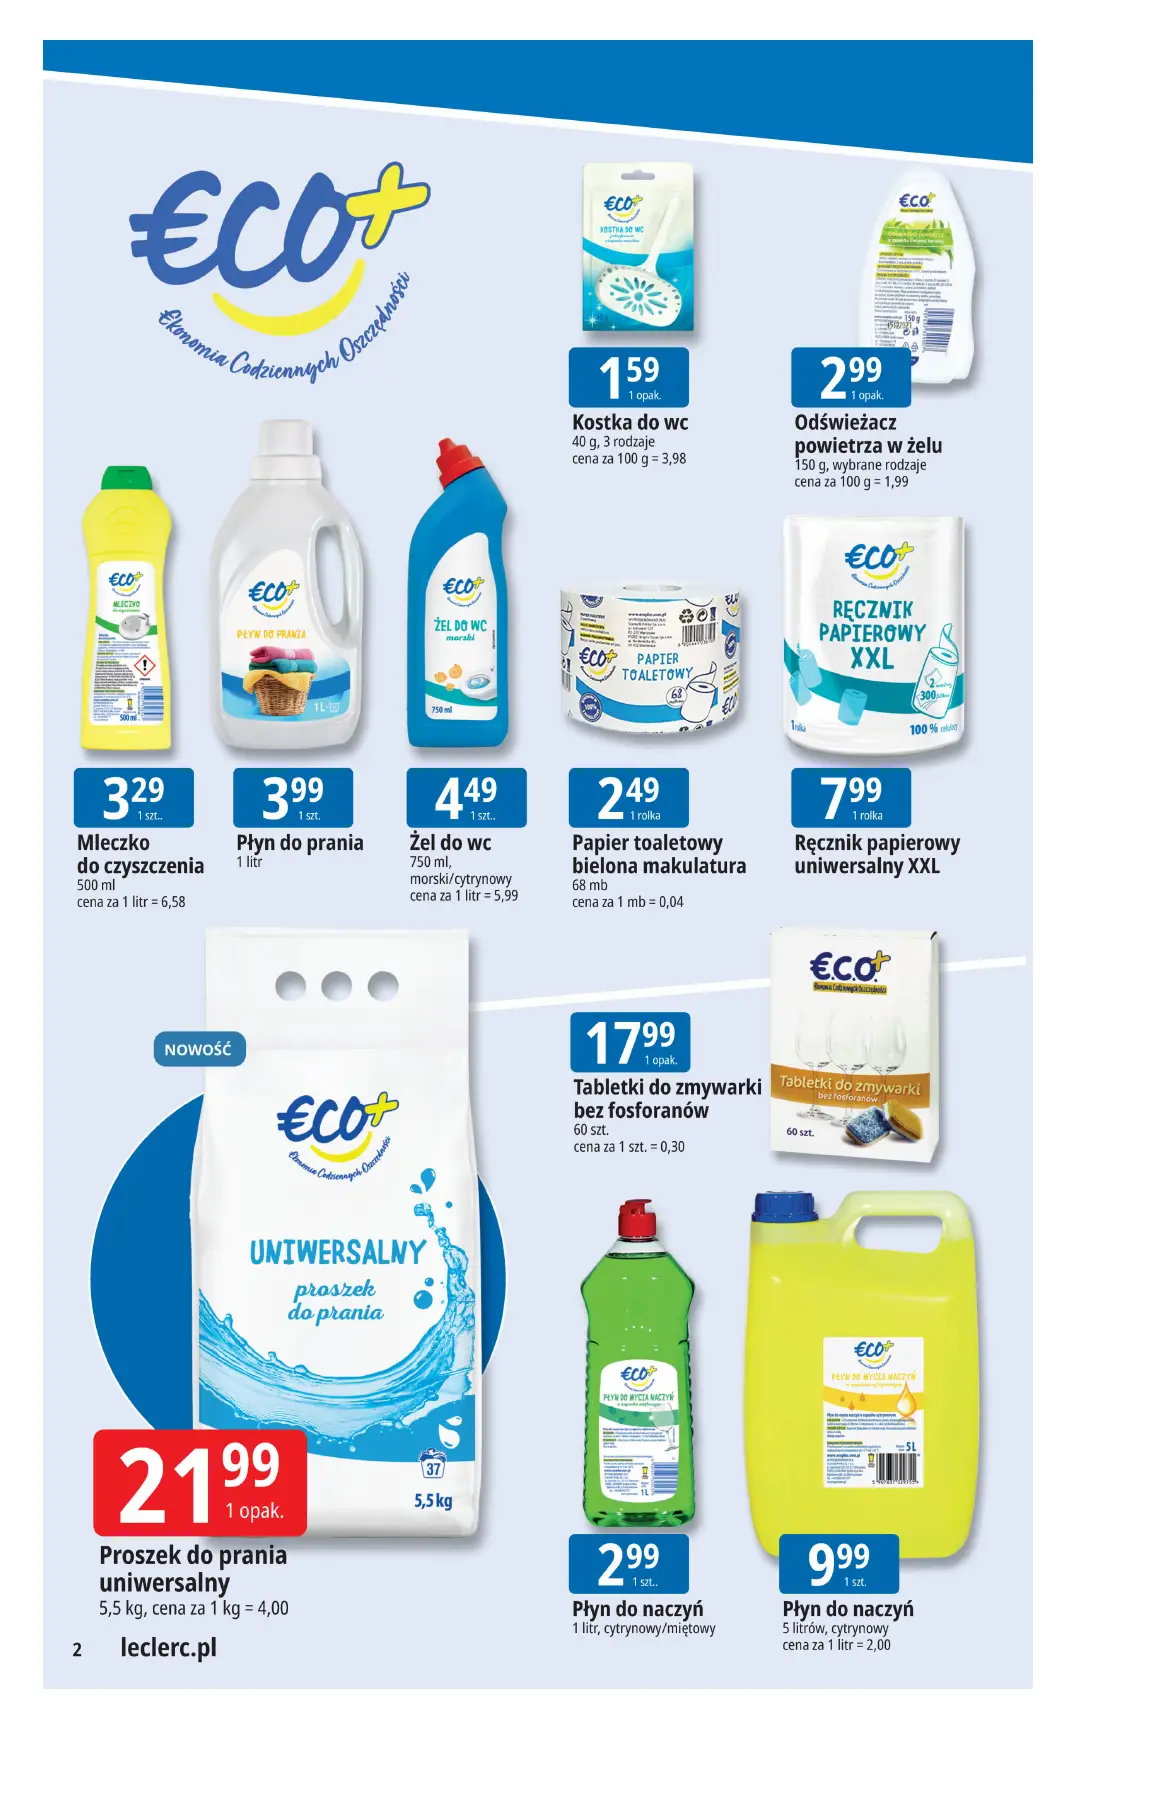 €CO+
Ekonomia Codziennych Oszczędności
€CO+
KOSTKA DO WC
1 59
1 opak.
Kostka do wc
40 g, 3 rodzaje
cena za 100 g = 3,98
€.C.O.+
150 g
2 99
1 opak.
Odświeżacz
powietrza w żelu
150 g, wybrane rodzaje
cena za 100 g = 1,99
€CO+
MLECZKO
500 ml
3 29
1 szt..
Mleczko
do czyszczenia
500 ml
cena za 1 litr = 6,58
€CO+
PŁYN DO PRANIA
1 L
3 99
1 szt.
Płyn do prania
1 litr
€CO+
ŻEL DO WC
morski
750 ml
4 49
1 szt..
Żel do wc
750 ml,
morski/cytrynowy
cena za 1 litr = 5,99
€CO+
PAPIER
TOALETOWY
68
100%
2 49
1 rolka
Papier toaletowy
bielona makulatura
68 mb
cena za 1 mb = 0,04
€CO+
RĘCZNIK
PAPIEROWY
XXL
2
300
1 rolka
100 % celulozy
7 99
1 rolka
Ręcznik papierowy
uniwersalny XXL
NOWOŚĆ
€CO+
Ekonomia Codziennych Oszczędności
UNIWERSALNY
proszek
do prania
37
5,5 kg
21 99
1 opak.
Proszek do prania
uniwersalny
5,5 kg, cena za 1 kg = 4,00
17 99
1 opak.
Tabletki do zmywarki
bez fosforanów
60 szt.
cena za 1 szt. = 0,30
€.C.O.+
Ekonomia Codziennych Oszczędności
Tabletki do zmywarki
bez fosforanów
60 szt.
€CO+
PŁYN DO MYCIA NACZYŃ
1 L
2 99
1 szt..
Płyn do naczyń
1 litr, cytrynowy/miętowy
€CO+
PŁYN DO MYCIA NACZYŃ
5 L
9 99
1 szt.
Płyn do naczyń
5 litrów, cytrynowy
cena za 1 litr = 2,00
2 leclerc.pl